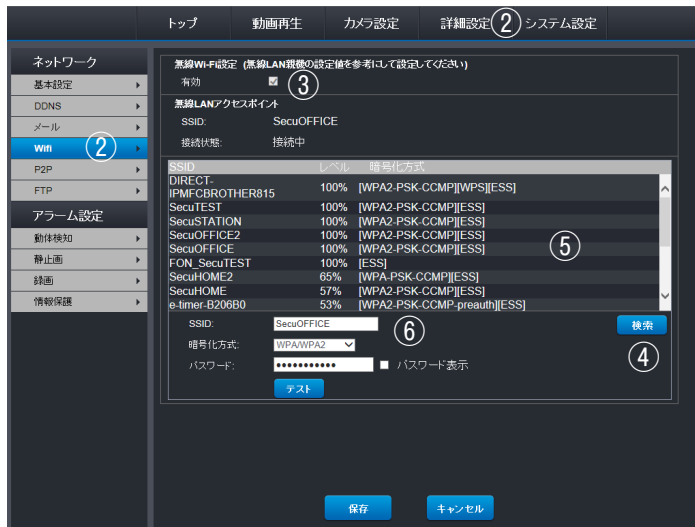 トップ 動画再生 カメラ設定 詳細設定 ② システム設定
ネットワーク
基本設定
DDNS
メール
Wifi ②
P2P
FTP
アラーム設定
動体検知
静止画
録画
情報保護
無線Wi-Fi設定 (無線LAN親機の設定値を参考にして設定してください)
有効 ③
無線LANアクセスポイント
SSID: SecuOFFICE
接続状態: 接続中
SSID レベル 暗号化方式
DIRECT-
IPMFCBROTHER815 100% [WPA2-PSK-CCMP][WPS][ESS]
SecuTEST 100% [WPA2-PSK-CCMP][ESS]
SecuSTATION 100% [WPA2-PSK-CCMP][ESS]
SecuOFFICE2 100% [WPA2-PSK-CCMP][ESS]
SecuOFFICE 100% [WPA2-PSK-CCMP][ESS]
FON_SecuTEST 100% [ESS]
SecuHOME2 65% [WPA-PSK-CCMP][ESS]
SecuHOME 57% [WPA2-PSK-CCMP][ESS]
e-timer-B206B0 53% [WPA2-PSK-CCMP-preauth][ESS]
⑤
SSID: SecuOFFICE ⑥ 検索
暗号化方式: WPA/WPA2 ④
パスワード: ••••••••••• パスワード表示
テスト
保存 キャンセル